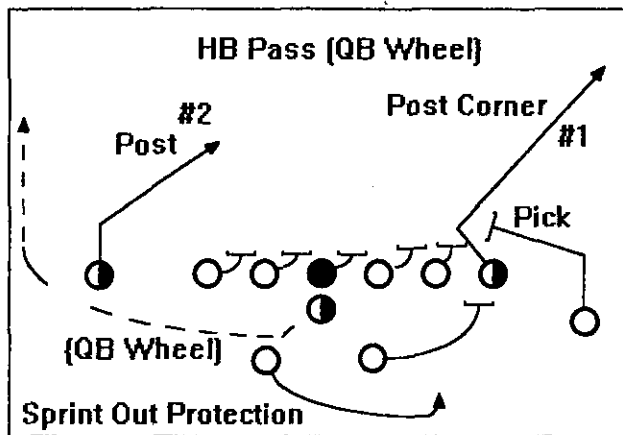 HB Pass (QB Wheel)
Post Corner
#2
#1
Post
Pick
(QB Wheel)
Sprint Out Protection